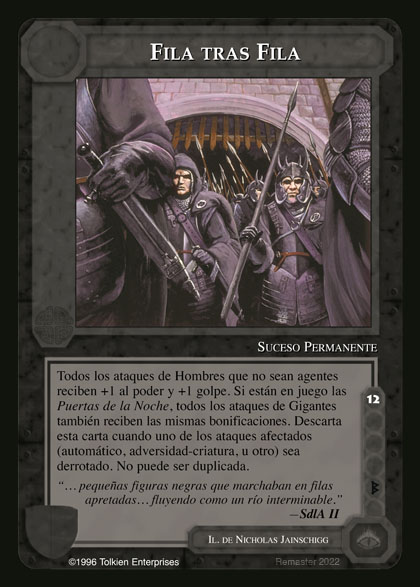 Fila tras Fila
Suceso Permanente
Todos los ataques de Hombres que no sean agentes
reciben +1 al poder y +1 golpe. Si están en juego las
Puertas de la Noche, todos los ataques de Gigantes
también reciben las mismas bonificaciones. Descarta
esta carta cuando uno de los ataques afectados
(automático, adversidad-criatura, u otro) sea
derrotado. No puede ser duplicada.
12
“… pequeñas figuras negras que marchaban en filas
apretadas… fluyendo como un río interminable.”
—SdlA II
Il. de Nicholas Jainschigg
©1996 Tolkien Enterprises
Remaster 2022